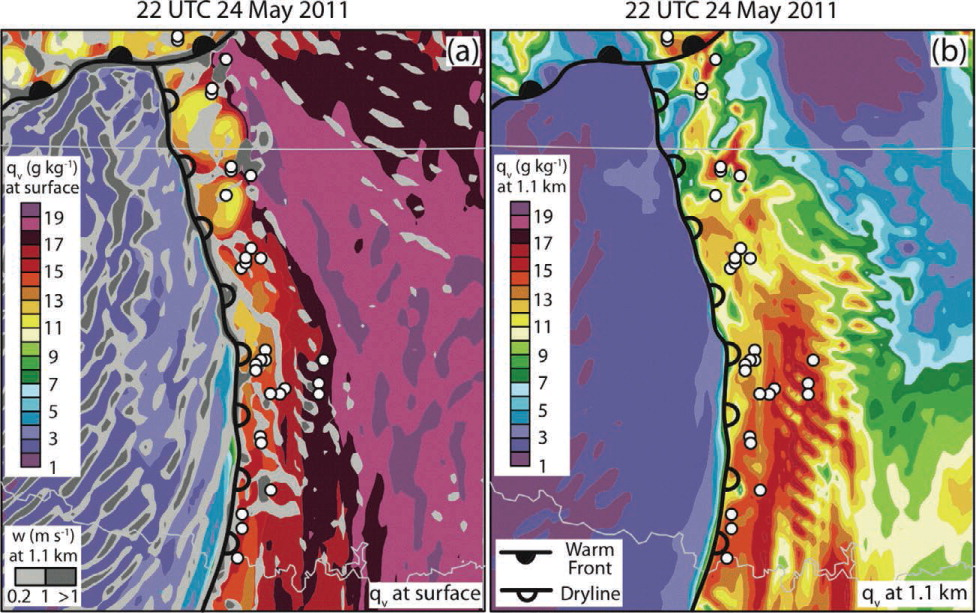 22 UTC 24 May 2011
(a)
qv (g kg⁻¹)
at surface
19
17
15
13
11
9
7
5
3
1
w (m s⁻¹)
at 1.1 km
0.2 1 >1
qv at surface
22 UTC 24 May 2011
(b)
qv (g kg⁻¹)
at 1.1 km
19
17
15
13
11
9
7
5
3
1
Warm
Front
Dryline
qv at 1.1 km